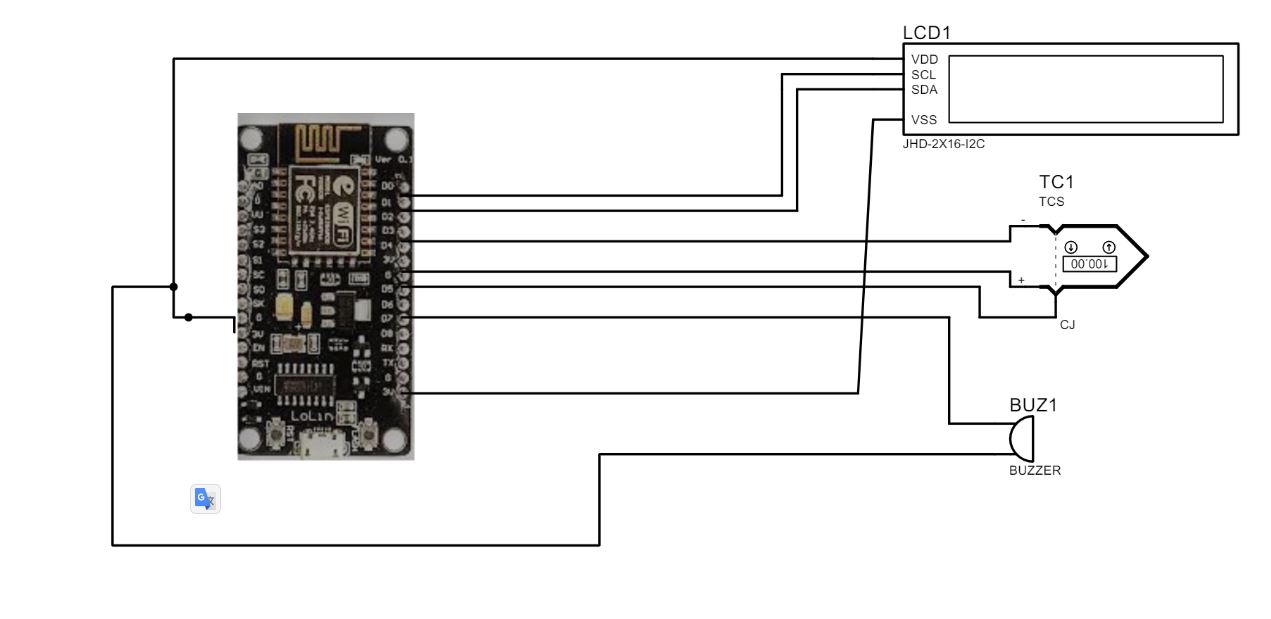 LCD1
VDD
SCL
SDA
VSS
JHD-2X16-I2C
TC1
TCS
-
100.00
+
CJ
BUZ1
BUZZER
Ver 0.1
FC
WiFi
D0
D1
D2
D3
D4
3V
G
D5
D6
D7
D8
RX
TX
G
3V
A0
G
VU
S3
S2
S1
SC
SO
SK
G
3V
EN
RST
G
VIN
LoLin
RST
FLASH
G